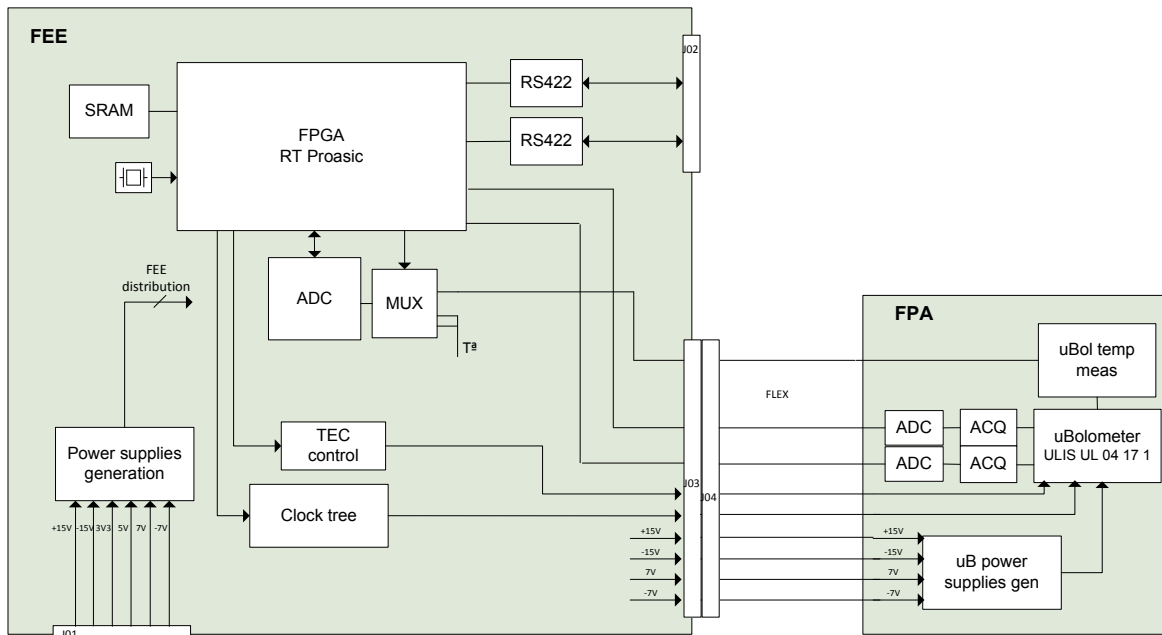 FEE
J02
RS422
SRAM
FPGA
RT Proasic
RS422
FEE
distribution
ADC
MUX
Tª
FPA
uBol temp
meas
FLEX
ADC
ACQ
uBolometer
ULIS UL 04 17 1
ADC
ACQ
Power supplies
generation
TEC
control
J03
J04
Clock tree
+15V
-15V
3V3
5V
7V
-7V
+15V
-15V
7V
-7V
+15V
-15V
7V
-7V
uB power
supplies gen
J01